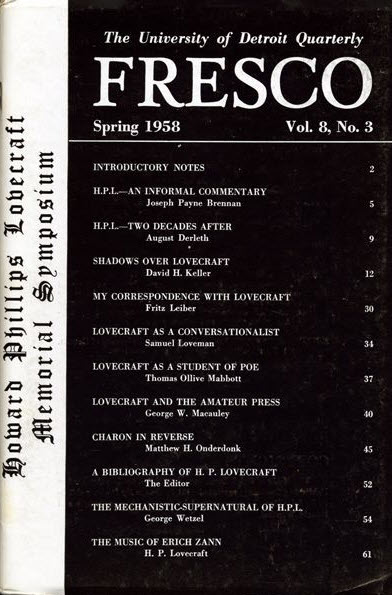 Howard Phillips Lovecraft
Memorial Symposium
The University of Detroit Quarterly
FRESCO
Spring 1958 Vol. 8, No. 3
INTRODUCTORY NOTES 2
H.P.L.—AN INFORMAL COMMENTARY
Joseph Payne Brennan 5
H.P.L.—TWO DECADES AFTER
August Derleth 9
SHADOWS OVER LOVECRAFT
David H. Keller 12
MY CORRESPONDENCE WITH LOVECRAFT
Fritz Leiber 30
LOVECRAFT AS A CONVERSATIONALIST
Samuel Loveman 34
LOVECRAFT AS A STUDENT OF POE
Thomas Ollive Mabbott 37
LOVECRAFT AND THE AMATEUR PRESS
George W. Macauley 40
CHARON IN REVERSE
Matthew H. Onderdonk 45
A BIBLIOGRAPHY OF H. P. LOVECRAFT
The Editor 52
THE MECHANISTIC-SUPERNATURAL OF H.P.L.
George Wetzel 54
THE MUSIC OF ERICH ZANN
H. P. Lovecraft 61